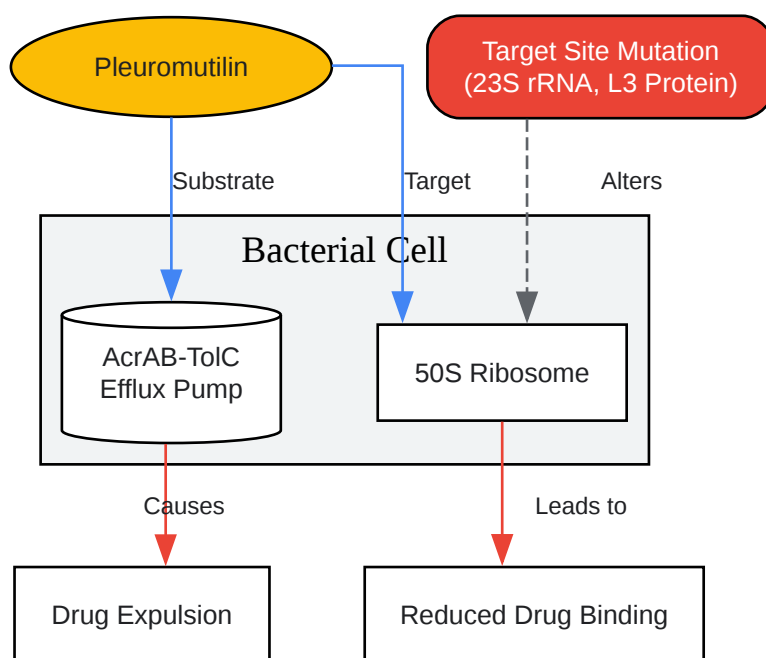 Pleuromutilin
Target Site Mutation
(23S rRNA, L3 Protein)
Substrate
Target
Alters
Bacterial Cell
AcrAB-TolC
Efflux Pump
50S Ribosome
Causes
Leads to
Drug Expulsion
Reduced Drug Binding